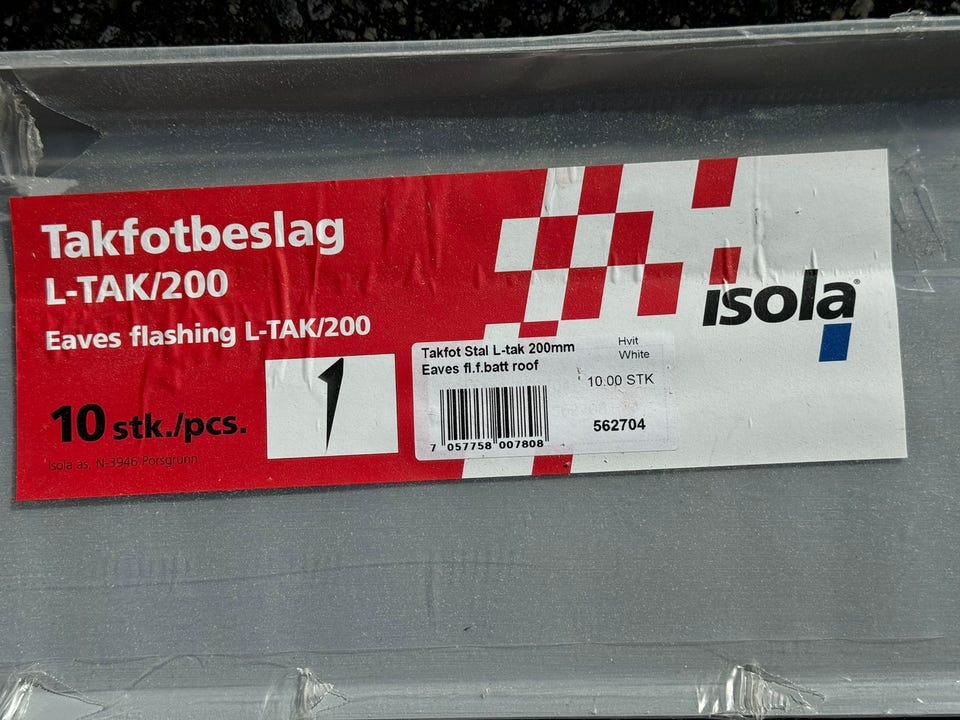 Takfotbeslag
L-TAK/200
Eaves flashing L-TAK/200
10 stk./pcs.
Isola as, N-3946 Porsgrunn
isola®
Takfot Stal L-tak 200mm
Eaves fl.f.batt roof
Hvit
White
10.00 STK
562704
7 057758 007808